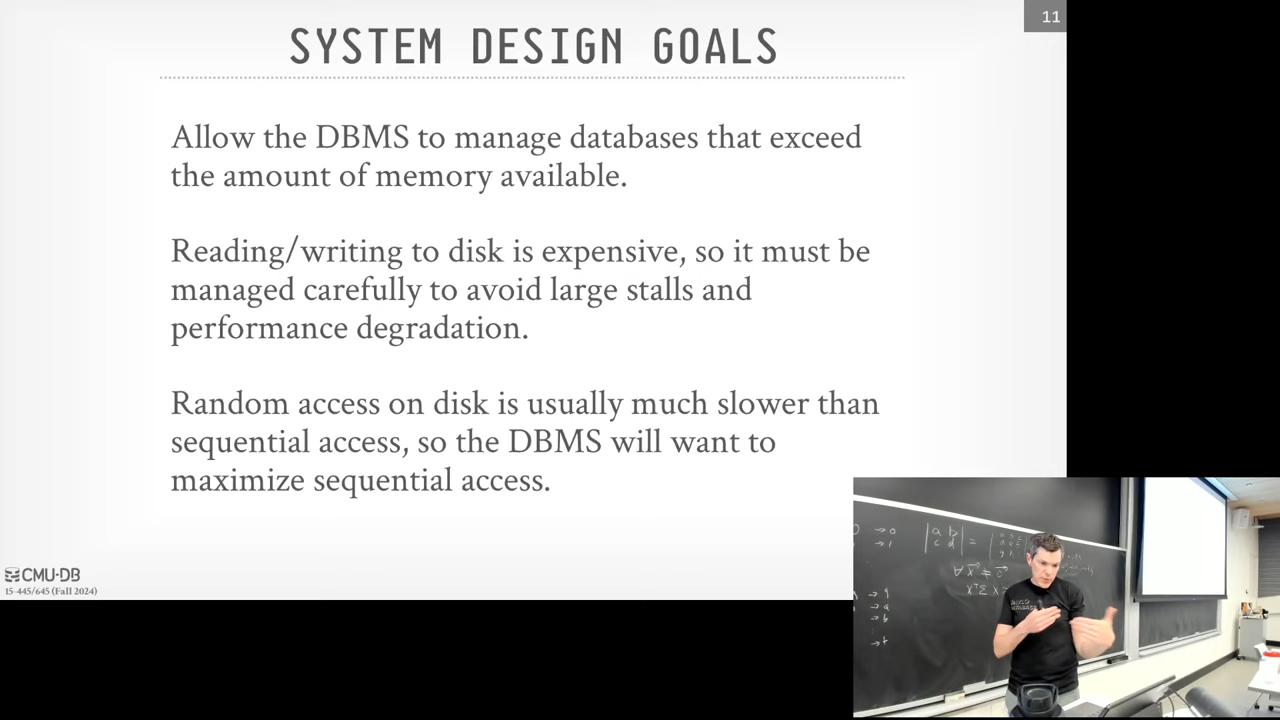 11
SYSTEM DESIGN GOALS
Allow the DBMS to manage databases that exceed
the amount of memory available.
Reading/writing to disk is expensive, so it must be
managed carefully to avoid large stalls and
performance degradation.
Random access on disk is usually much slower than
sequential access, so the DBMS will want to
maximize sequential access.
CMU·DB
15-445/645 (Fall 2024)